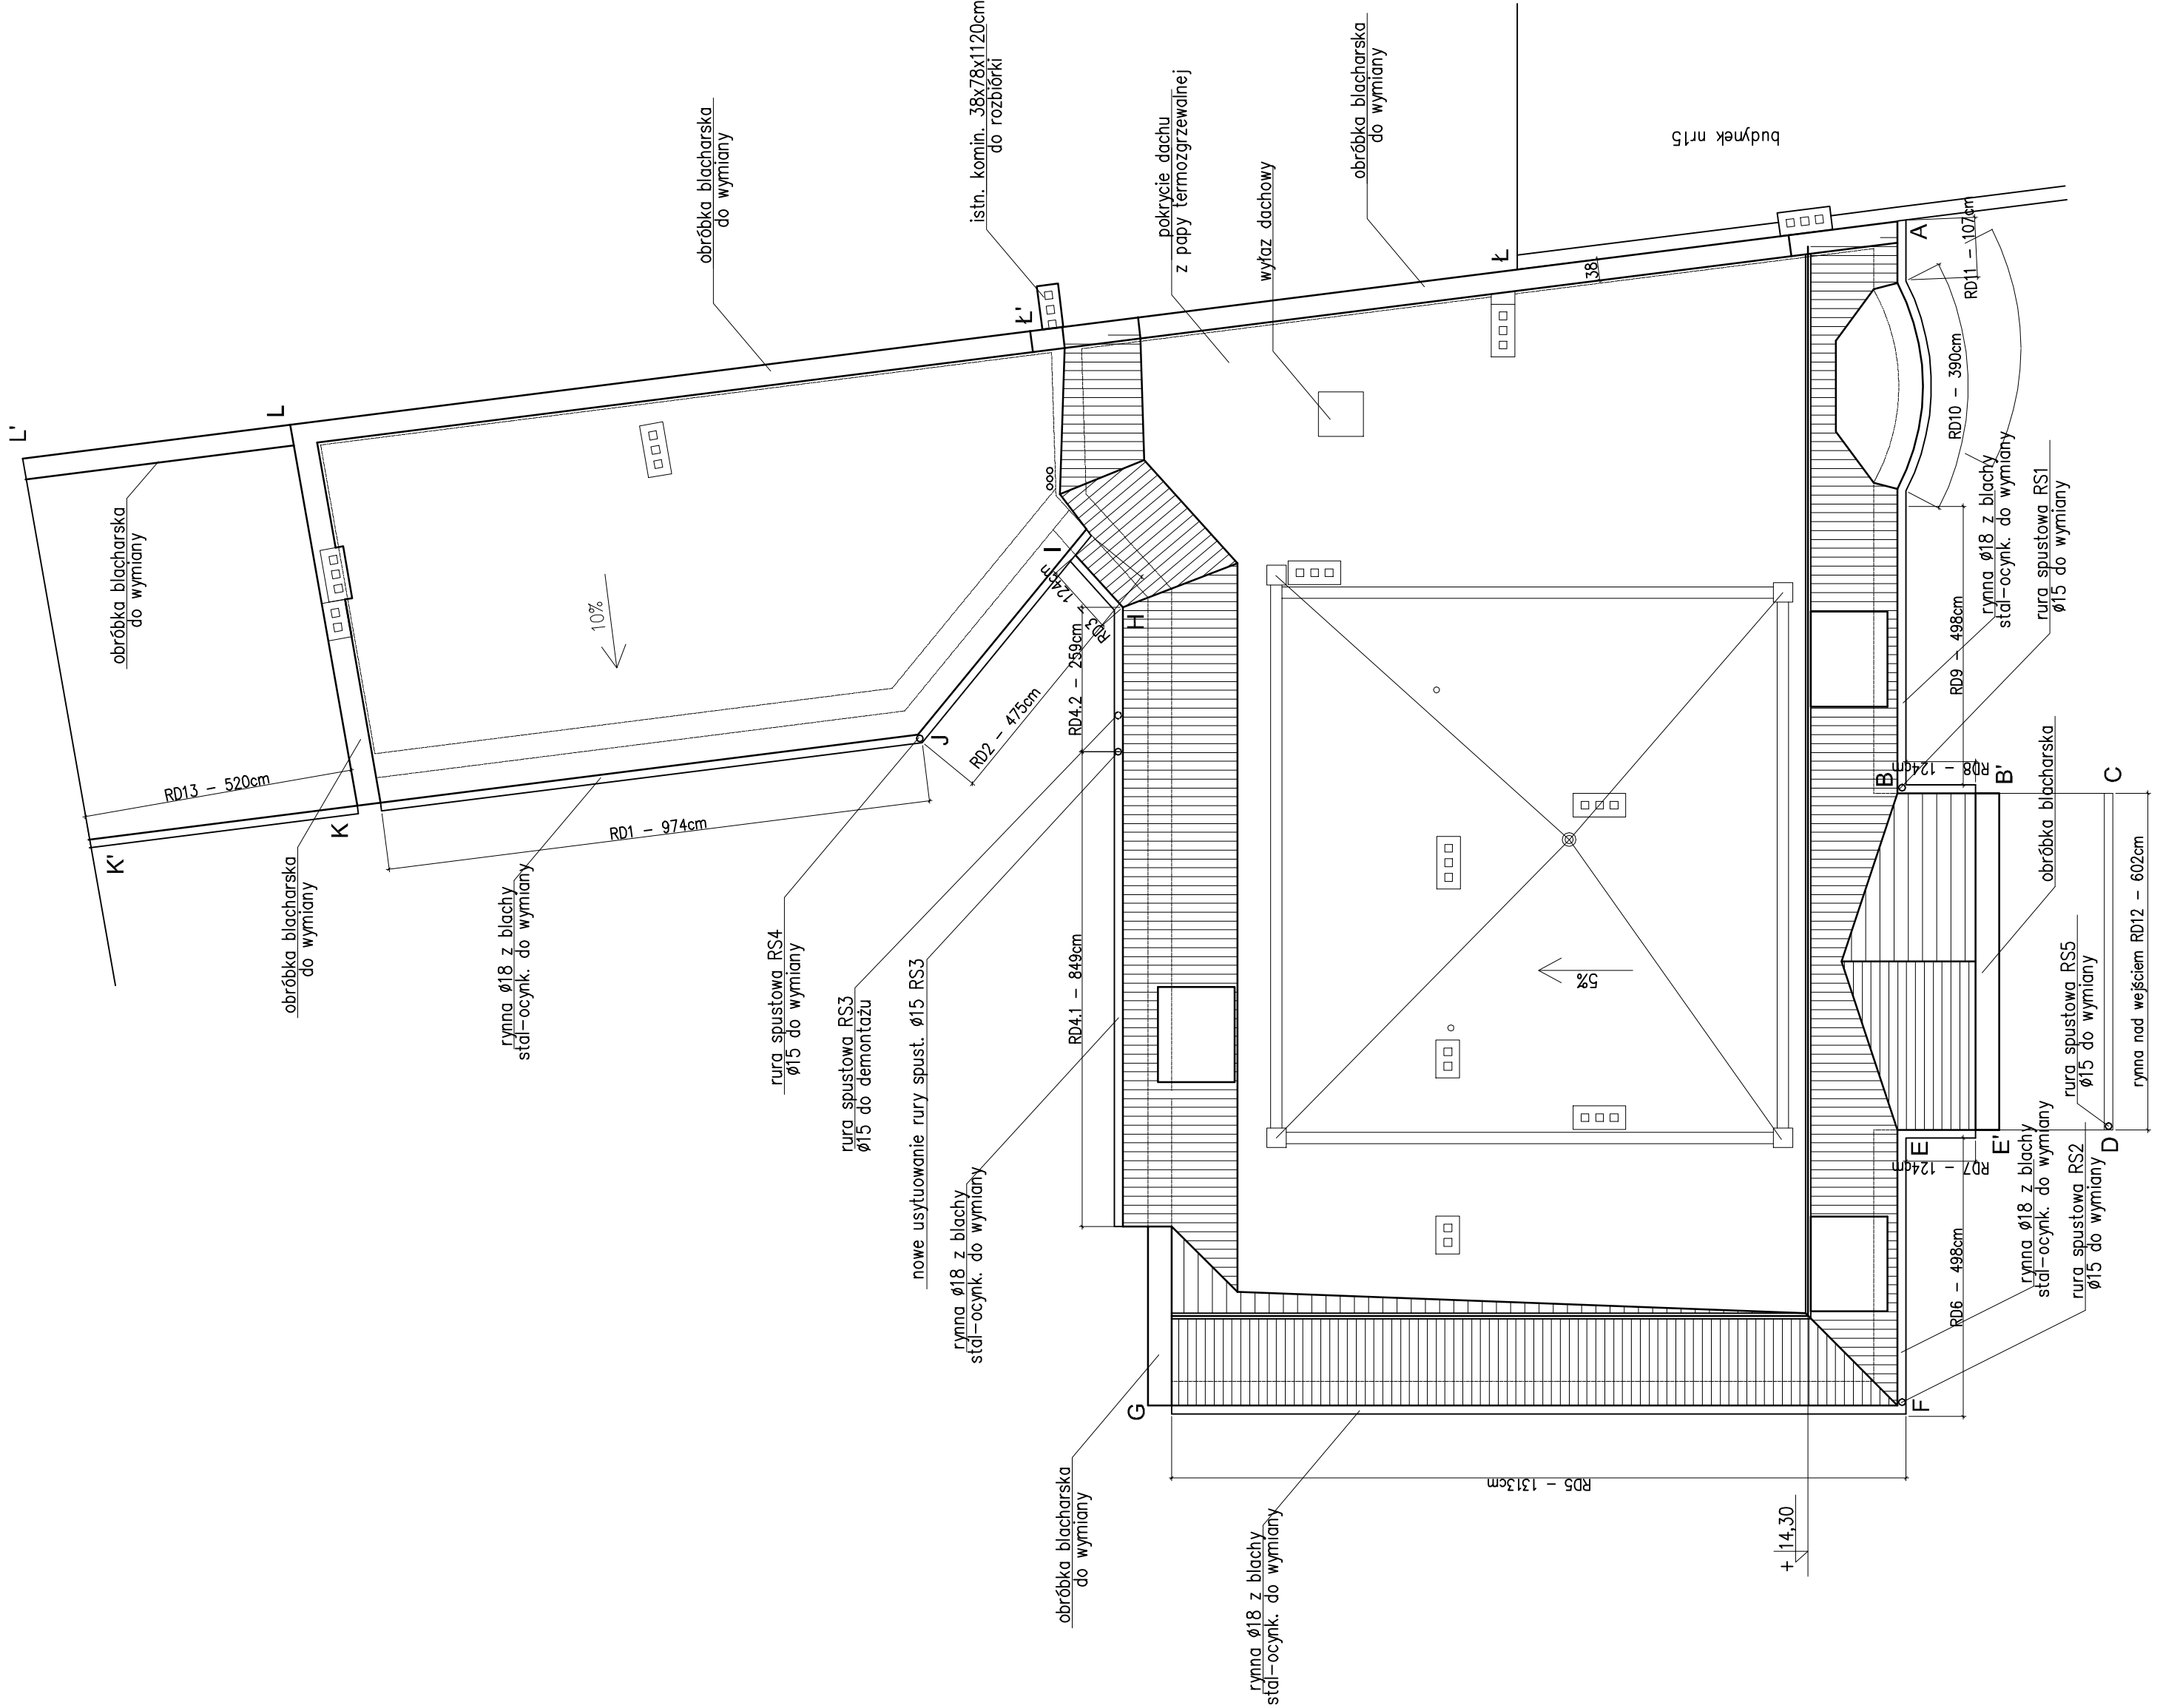 L'
L
obróbka blacharska
do wymiany
obróbka blacharska
do wymiany
istn. komin. 38x78x1120cm
do rozbiórki
Ł'
pokrycie dachu
z papy termozgrzewalnej
wyłaz dachowy
obróbka blacharska
do wymiany
Ł
38
budynek nr15
A
RD11 – 107cm
RD10 – 390cm
rynna ø18 z blachy
stal–ocynk. do wymiany
rura spustowa RS1
ø15 do wymiany
RD9 – 498cm
RD8 – 124cm
B
B'
C
obróbka blacharska
rynna nad wejściem RD12 – 602cm
rura spustowa RS5
ø15 do wymiany
D
E
E'
RD7 – 124cm
rynna ø18 z blachy
stal–ocynk. do wymiany
rura spustowa RS2
ø15 do wymiany
RD6 – 498cm
F
+ 14,30
RD5 – 1313cm
rynna ø18 z blachy
stal–ocynk. do wymiany
obróbka blacharska
do wymiany
G
5%
rynna ø18 z blachy
stal–ocynk. do wymiany
nowe usytuowanie rury spust. ø15 RS3
RD4.1 – 849cm
rura spustowa RS3
ø15 do demontażu
rura spustowa RS4
ø15 do wymiany
RD4.2 – 259cm
H
RD3 – 124cm
I
RD2 – 475cm
J
10%
RD1 – 974cm
rynna ø18 z blachy
stal–ocynk. do wymiany
obróbka blacharska
do wymiany
K
K'
RD13 – 520cm